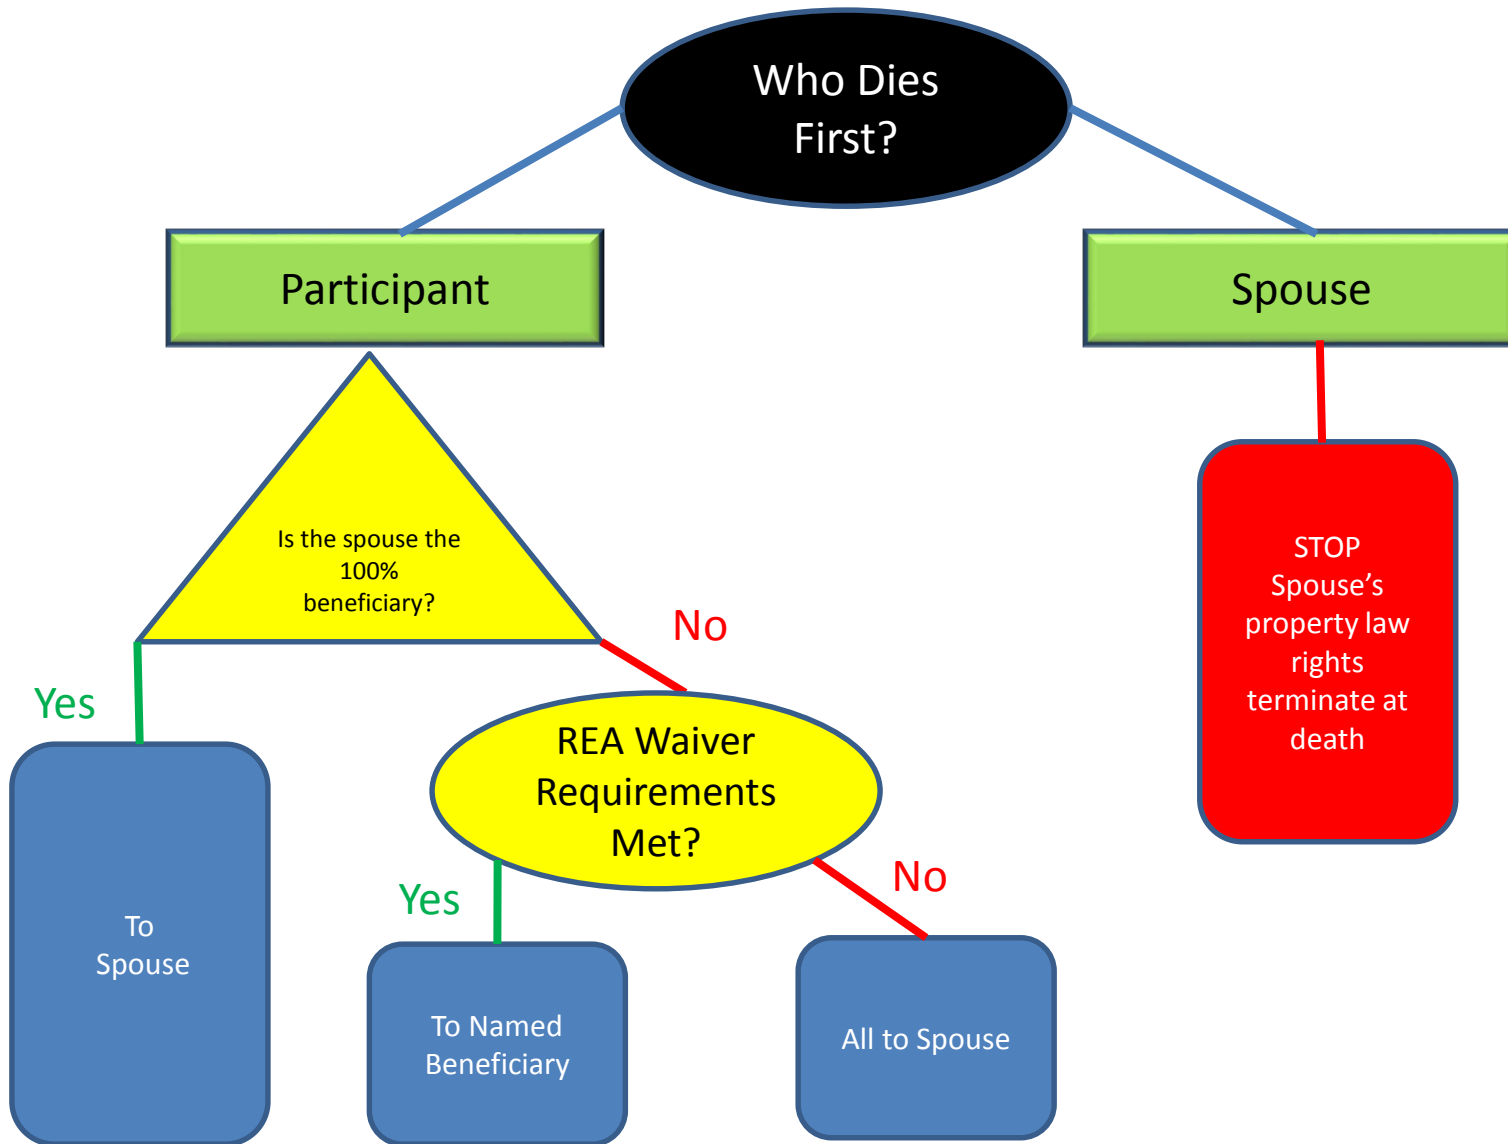 Who Dies
First?
Participant
Spouse
Is the spouse the
100%
beneficiary?
STOP
Spouse’s
property law
rights
terminate at
death
No
Yes
REA Waiver
Requirements
Met?
No
Yes
To
Spouse
To Named
Beneficiary
All to Spouse